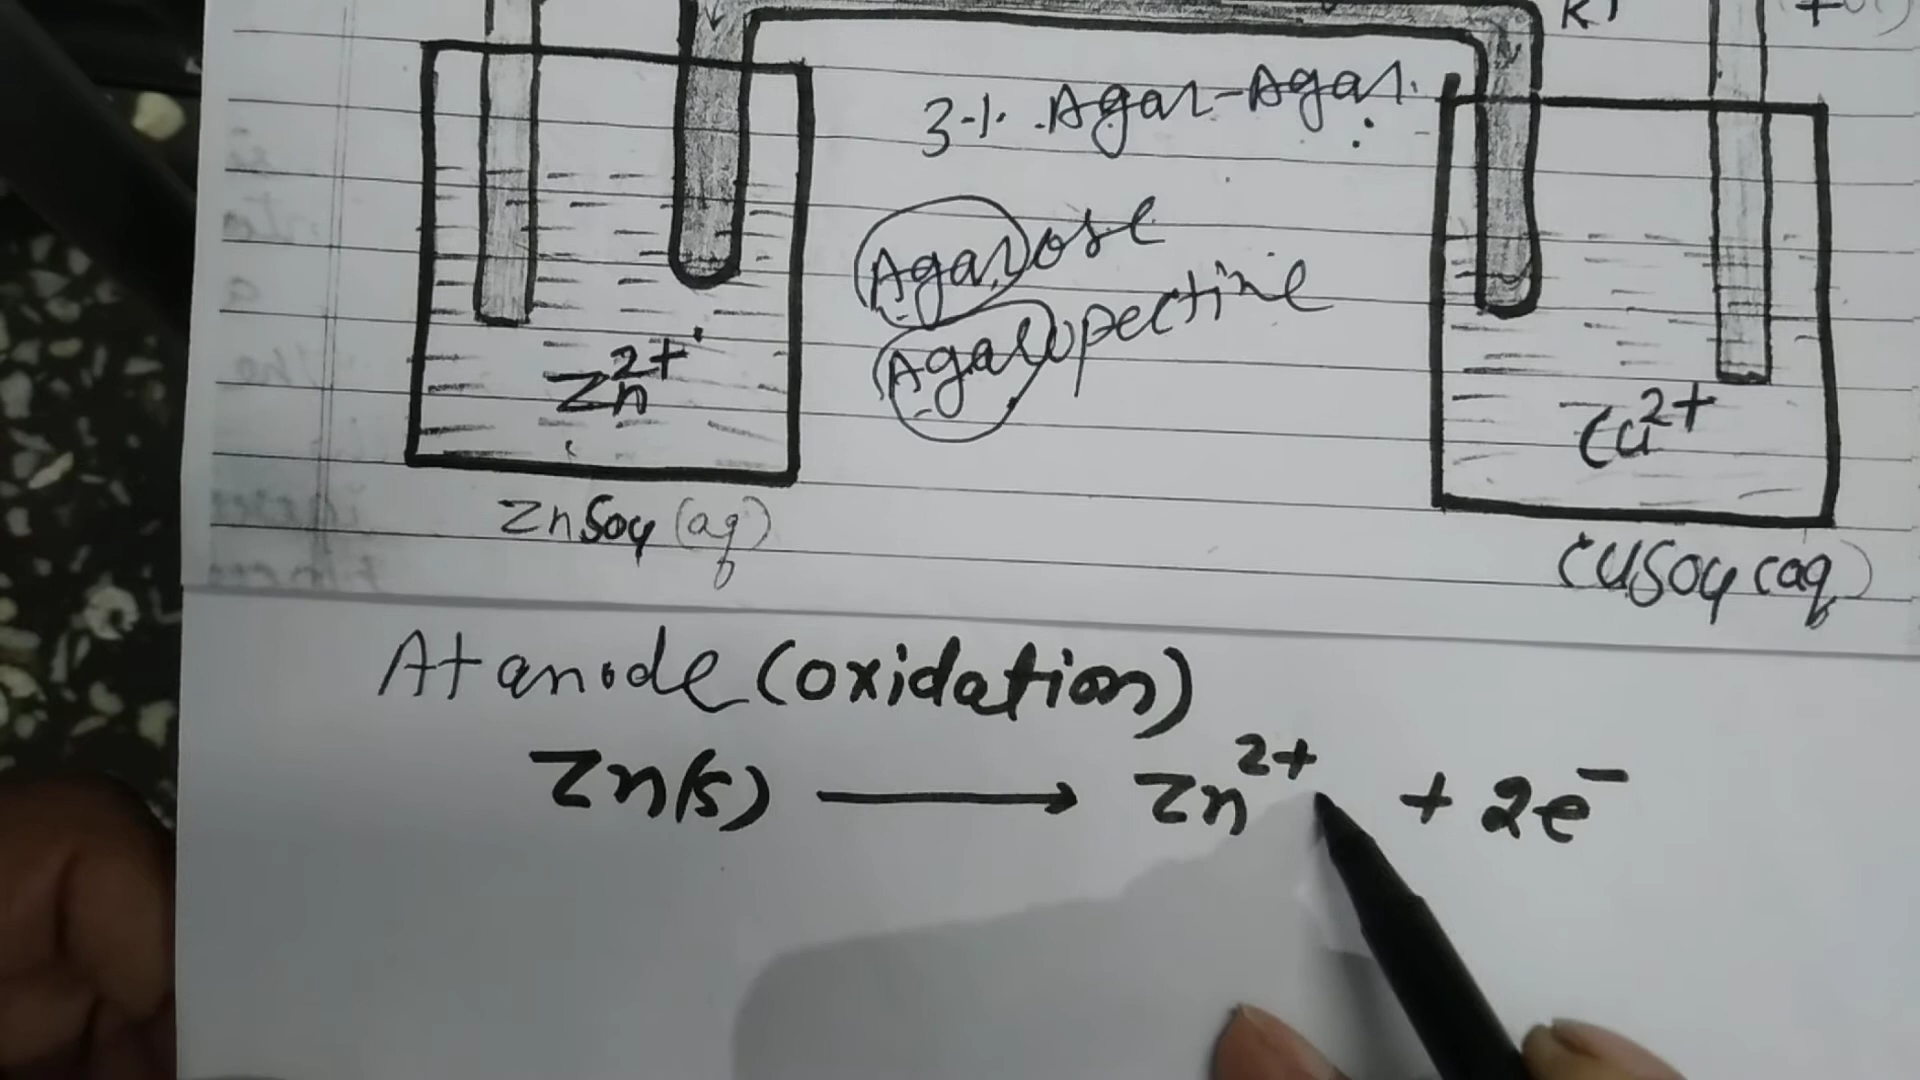 3-1. Agar-Agar.
Agarose
Agaropectine
Zn2+
Cu2+
ZnSo4 (aq)
CuSo4 (aq)
At anode (oxidation)
Zn(s) → Zn2+ + 2e-